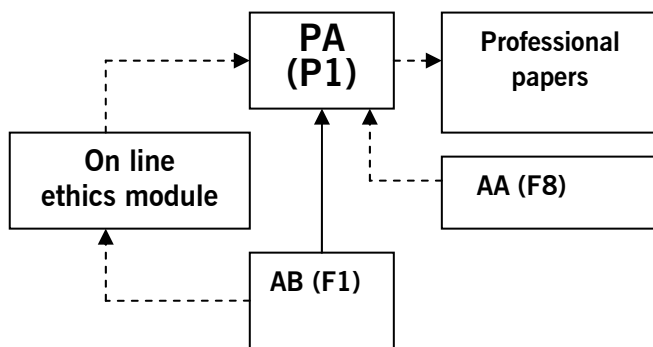 PA
(P1)
Professional
papers
On line
ethics module
AA (F8)
AB (F1)